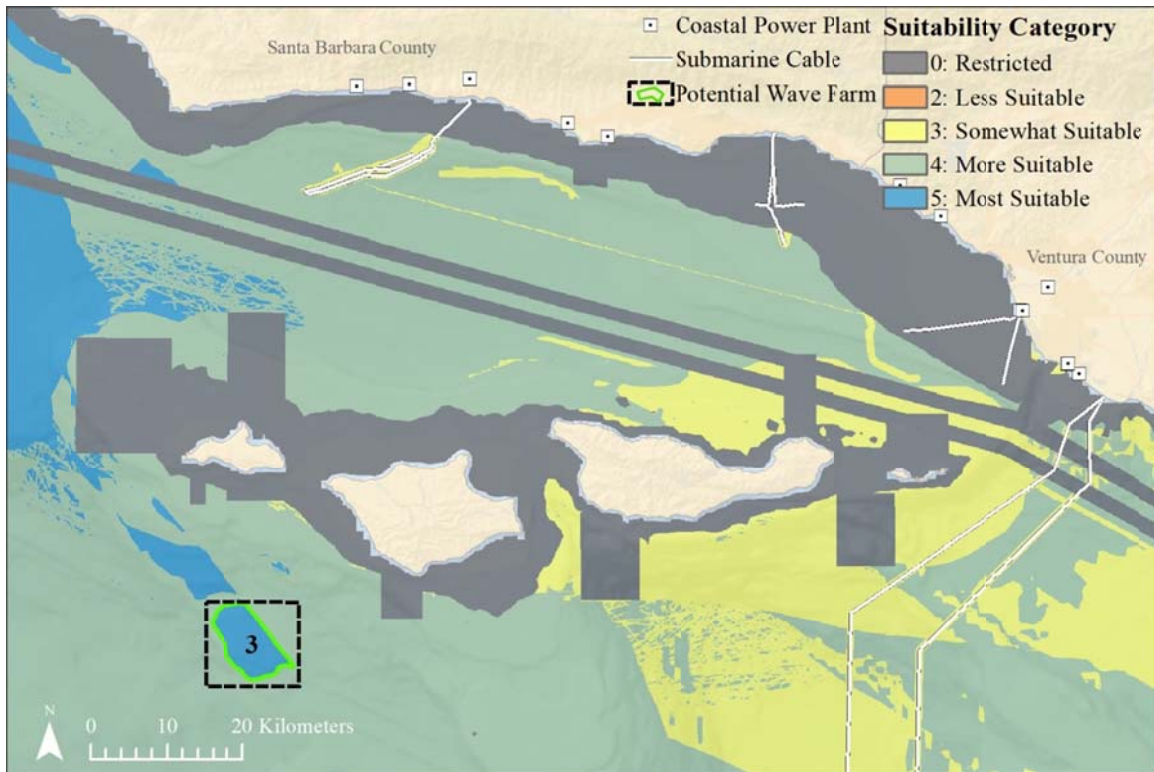 Santa Barbara County
Coastal Power Plant
Submarine Cable
Potential Wave Farm
Suitability Category
0: Restricted
2: Less Suitable
3: Somewhat Suitable
4: More Suitable
5: Most Suitable
Ventura County
3
N
0 10 20 Kilometers